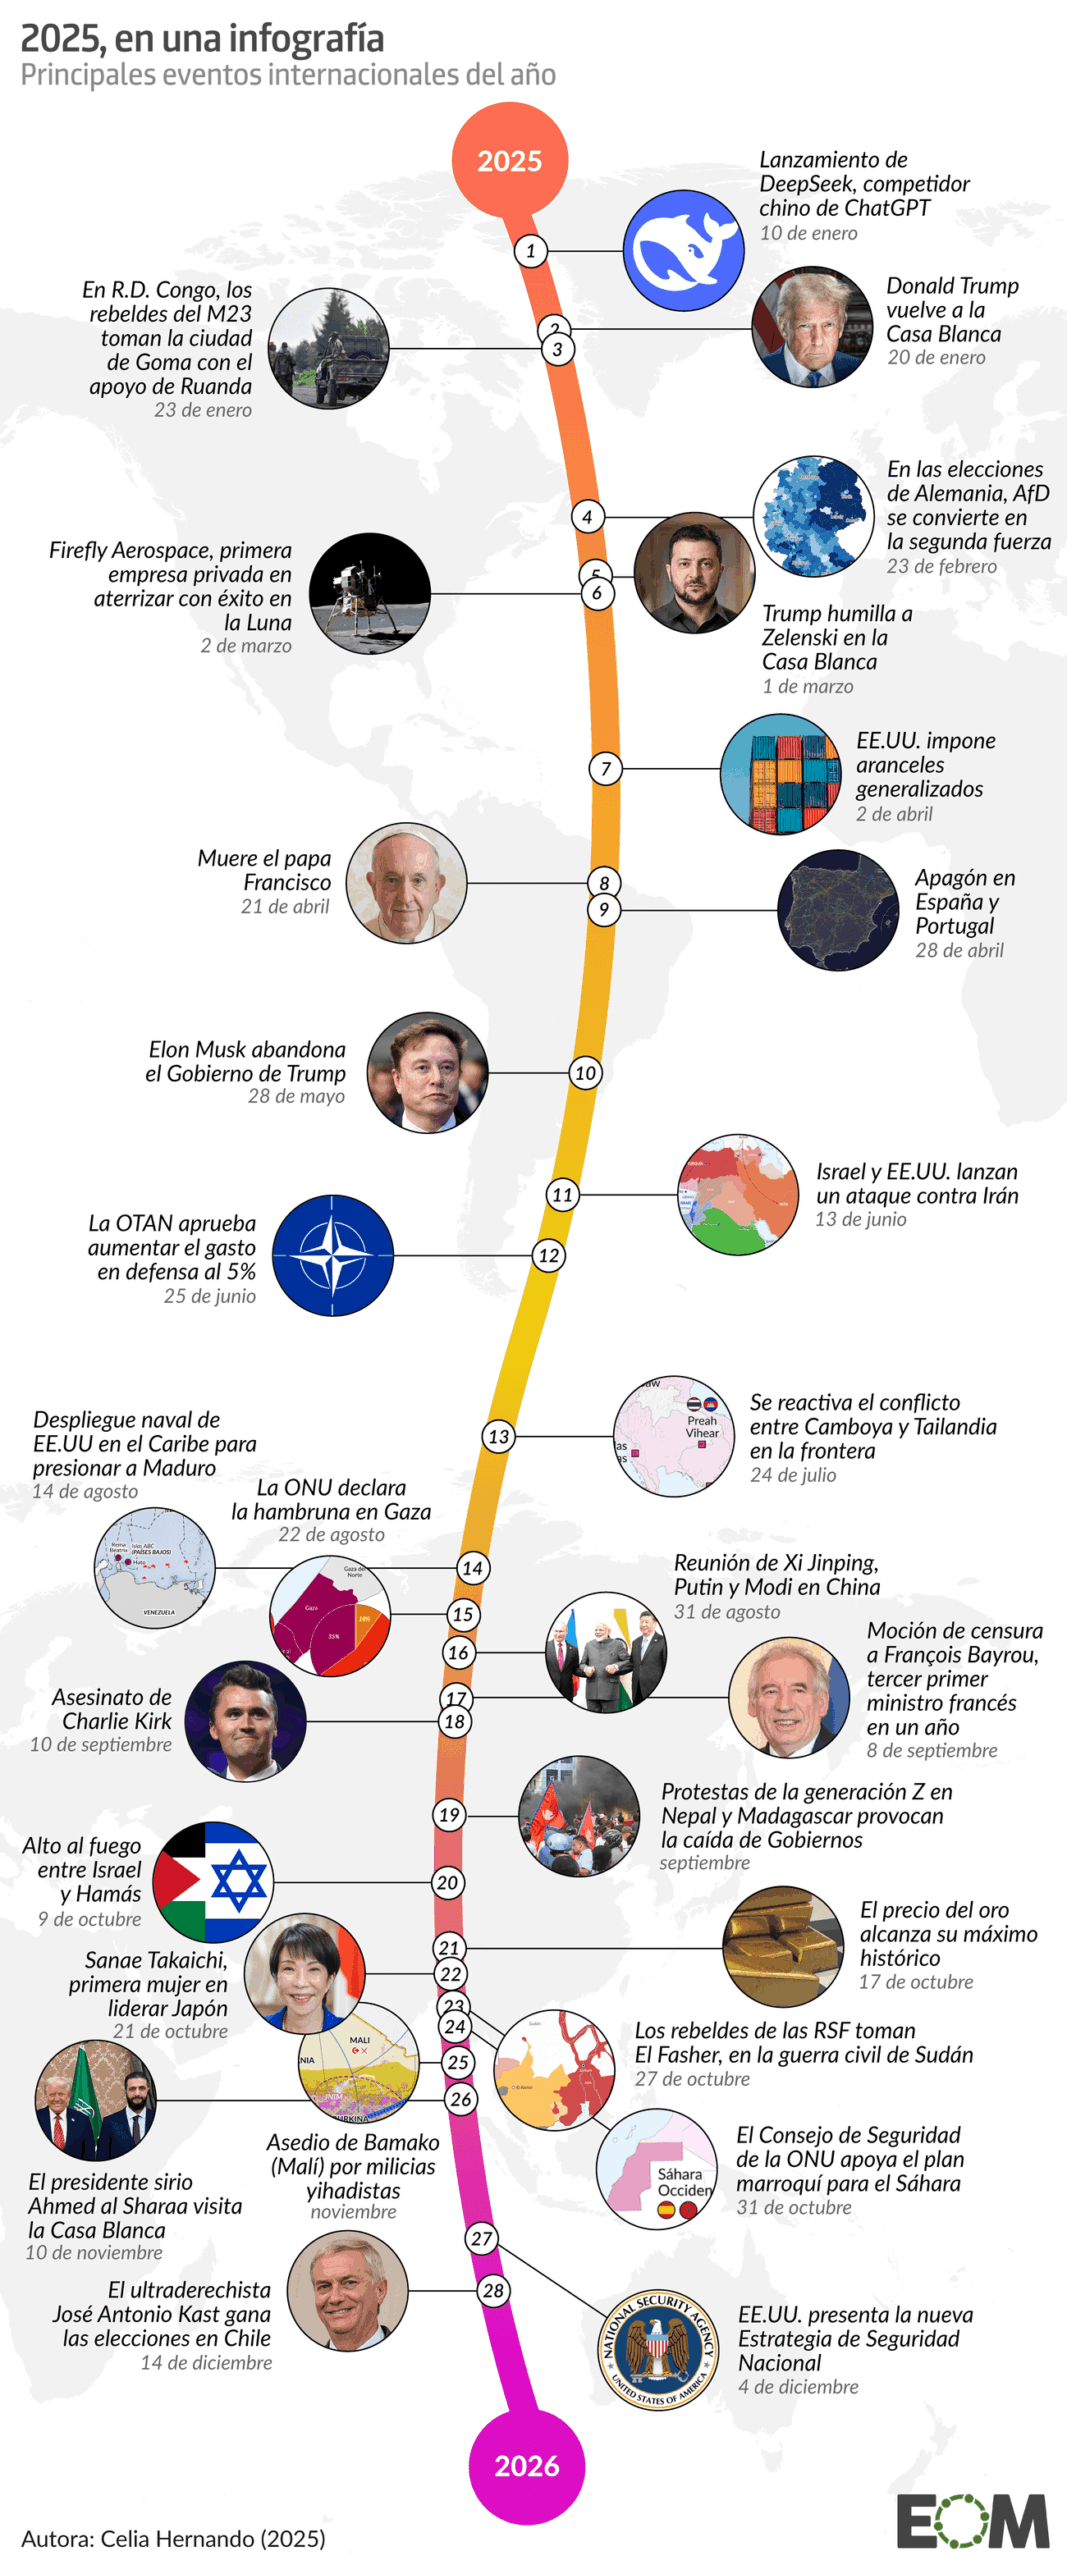 2025, en una infografía
Principales eventos internacionales del año
2025
1
Lanzamiento de
DeepSeek, competidor
chino de ChatGPT
10 de enero
2
Donald Trump
vuelve a la
Casa Blanca
20 de enero
3
En R.D. Congo, los
rebeldes del M23
toman la ciudad
de Goma con el
apoyo de Ruanda
23 de enero
4
En las elecciones
de Alemania, AfD
se convierte en
la segunda fuerza
23 de febrero
5
Trump humilla a
Zelenski en la
Casa Blanca
1 de marzo
6
Firefly Aerospace, primera
empresa privada en
aterrizar con éxito en
la Luna
2 de marzo
7
EE.UU. impone
aranceles
generalizados
2 de abril
8
Muere el papa
Francisco
21 de abril
9
Apagón en
España y
Portugal
28 de abril
10
Elon Musk abandona
el Gobierno de Trump
28 de mayo
11
Israel y EE.UU. lanzan
un ataque contra Irán
13 de junio
12
La OTAN aprueba
aumentar el gasto
en defensa al 5%
25 de junio
13
Preah
Vihear
Se reactiva el conflicto
entre Camboya y Tailandia
en la frontera
24 de julio
14
Despliegue naval de
EE.UU en el Caribe para
presionar a Maduro
14 de agosto
Reina
Beatrix
Islas ABC
(PAÍSES BAJOS)
Hato
VENEZUELA
15
La ONU declara
la hambruna en Gaza
22 de agosto
Gaza del
Norte
Gaza
35%
16
Reunión de Xi Jinping,
Putin y Modi en China
31 de agosto
17
Moción de censura
a François Bayrou,
tercer primer
ministro francés
en un año
8 de septiembre
18
Asesinato de
Charlie Kirk
10 de septiembre
19
Protestas de la generación Z en
Nepal y Madagascar provocan
la caída de Gobiernos
septiembre
20
Alto al fuego
entre Israel
y Hamás
9 de octubre
21
El precio del oro
alcanza su máximo
histórico
17 de octubre
22
Sanae Takaichi,
primera mujer en
liderar Japón
21 de octubre
23
Los rebeldes de las RSF toman
El Fasher, en la guerra civil de Sudán
27 de octubre
24
Sáhara
Occiden
El Consejo de Seguridad
de la ONU apoya el plan
marroquí para el Sáhara
31 de octubre
25
MALI
NIA
JNIM
BURKINA
Asedio de Bamako
(Malí) por milicias
yihadistas
noviembre
26
El presidente sirio
Ahmed al Sharaa visita
la Casa Blanca
10 de noviembre
27
NATIONAL SECURITY AGENCY
UNITED STATES OF AMERICA
EE.UU. presenta la nueva
Estrategia de Seguridad
Nacional
4 de diciembre
28
El ultraderechista
José Antonio Kast gana
las elecciones en Chile
14 de diciembre
2026
Autora: Celia Hernando (2025)
EOM